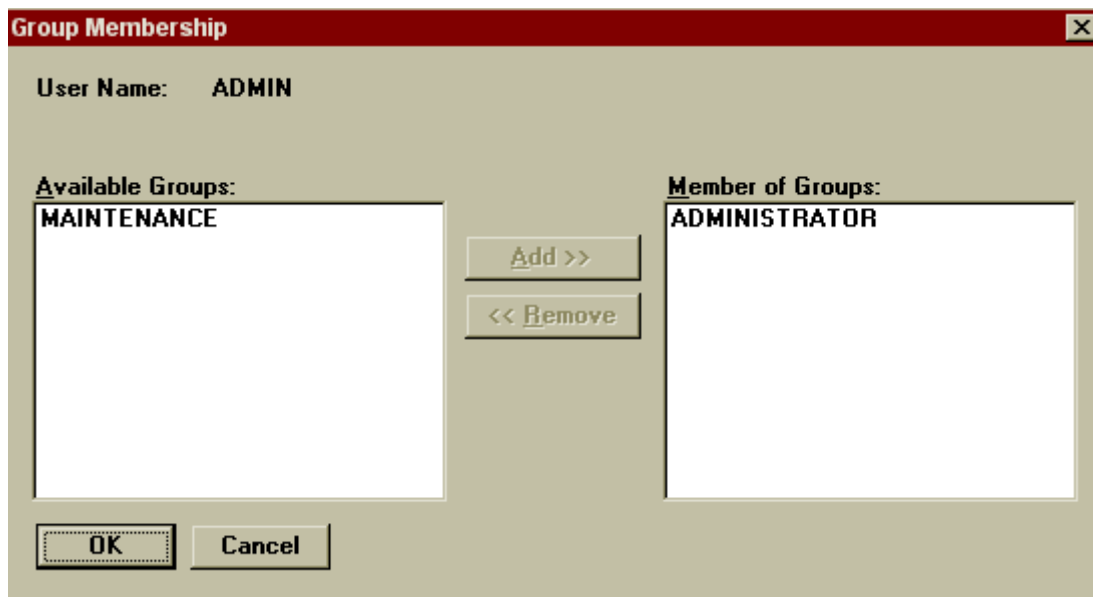 Group Membership
User Name: ADMIN
Available Groups:
MAINTENANCE
Add >>
<< Remove
Member of Groups:
ADMINISTRATOR
OK
Cancel